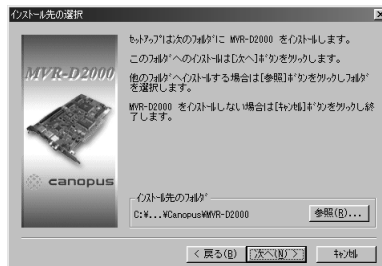 インストール先の選択
MVR-D2000
canopus
ｾｯﾄｱｯﾌﾟは次のﾌｫﾙﾀﾞに MVR-D2000 をｲﾝｽﾄｰﾙします。
このﾌｫﾙﾀﾞへのｲﾝｽﾄｰﾙは[次へ]ﾎﾞﾀﾝをｸﾘｯｸします。
他のﾌｫﾙﾀﾞへｲﾝｽﾄｰﾙする場合は[参照]ﾎﾞﾀﾝをｸﾘｯｸしﾌｫﾙﾀﾞ
を選択します。
MVR-D2000 をｲﾝｽﾄｰﾙしない場合は[ｷｬﾝｾﾙ]ﾎﾞﾀﾝをｸﾘｯｸし終
了します。
ｲﾝｽﾄｰﾙ先のﾌｫﾙﾀﾞ
C:¥...¥Canopus¥MVR-D2000
参照(R)...
< 戻る(B)
次へ(N) >
ｷｬﾝｾﾙ